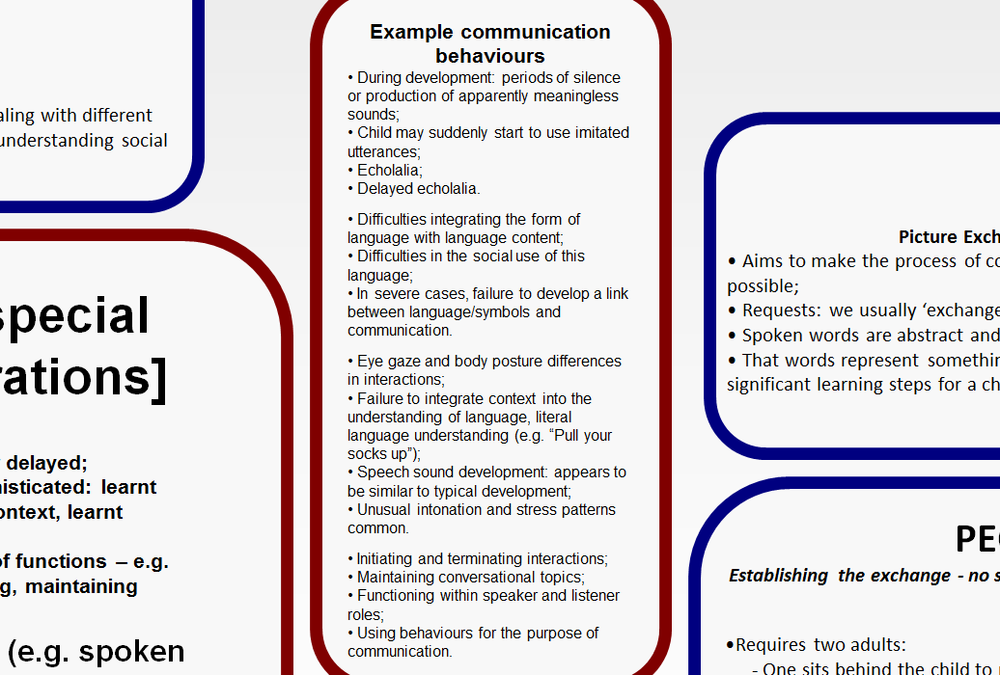 aling with different
understanding social
special
rations]
delayed;
histicated: learnt
ontext, learnt
of functions – e.g.
g, maintaining
(e.g. spoken
Example communication
behaviours
• During development: periods of silence
or production of apparently meaningless
sounds;
• Child may suddenly start to use imitated
utterances;
• Echolalia;
• Delayed echolalia.
• Difficulties integrating the form of
language with language content;
• Difficulties in the social use of this
language;
• In severe cases, failure to develop a link
between language/symbols and
communication.
• Eye gaze and body posture differences
in interactions;
• Failure to integrate context into the
understanding of language, literal
language understanding (e.g. “Pull your
socks up”);
• Speech sound development: appears to
be similar to typical development;
• Unusual intonation and stress patterns
common.
• Initiating and terminating interactions;
• Maintaining conversational topics;
• Functioning within speaker and listener
roles;
• Using behaviours for the purpose of
communication.
Picture Exch
• Aims to make the process of co
possible;
• Requests: we usually ‘exchange
• Spoken words are abstract and
• That words represent somethin
significant learning steps for a ch
PE
Establishing the exchange - no s
•Requires two adults:
- One sits behind the child to